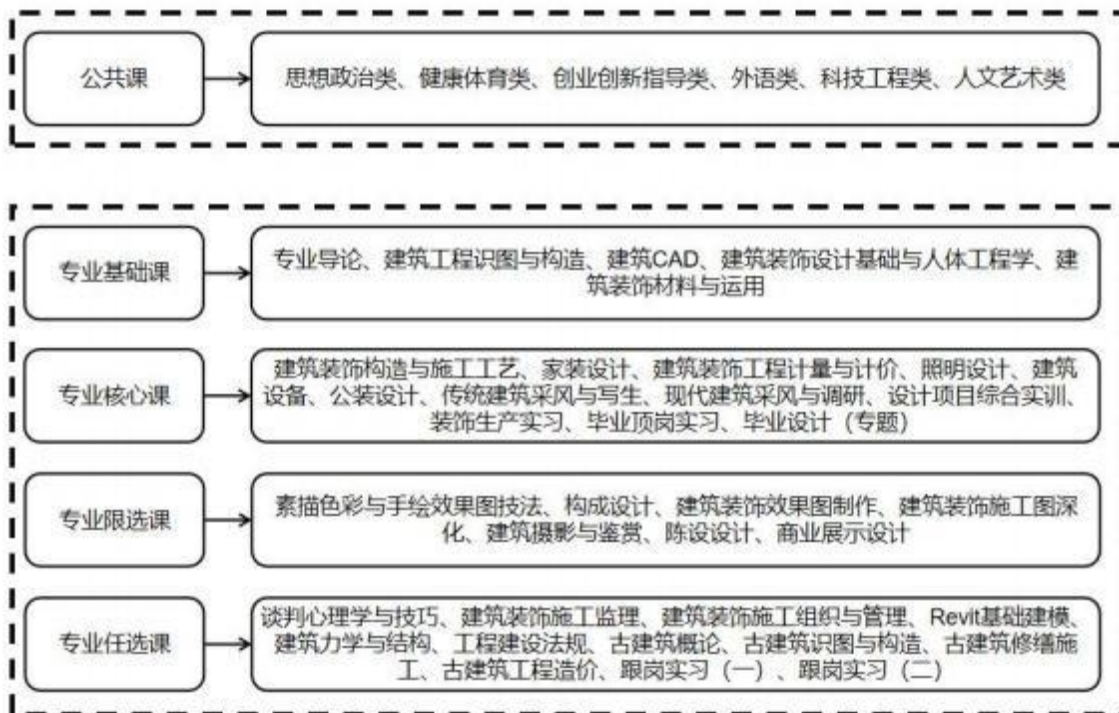 公共课
思想政治类、健康体育类、创业创新指导类、外语类、科技工程类、人文艺术类
专业基础课
专业导论、建筑工程识图与构造、建筑CAD、建筑装饰设计基础与人体工程学、建
筑装饰材料与运用
专业核心课
建筑装饰构造与施工工艺、家装设计、建筑装饰工程计量与计价、照明设计、建筑
设备、公装设计、传统建筑采风与写生、现代建筑采风与调研、设计项目综合实训、
装饰生产实习、毕业顶岗实习、毕业设计（专题）
专业限选课
素描色彩与手绘效果图技法、构成设计、建筑装饰效果图制作、建筑装饰施工图深
化、建筑摄影与鉴赏、陈设设计、商业展示设计
专业任选课
谈判心理学与技巧、建筑装饰施工监理、建筑装饰施工组织与管理、Revit基础建模、
建筑力学与结构、工程建设法规、古建筑概论、古建筑识图与构造、古建筑修缮施
工、古建筑工程造价、跟岗实习（一）、跟岗实习（二）